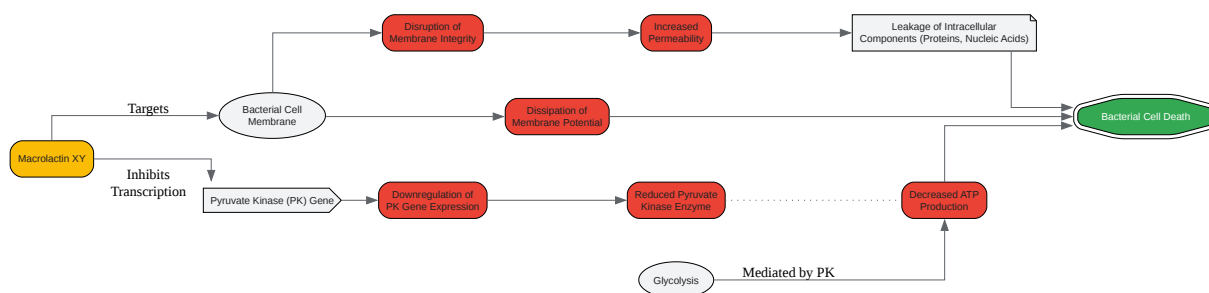 Disruption of
Membrane Integrity
Increased
Permeability
Leakage of Intracellular
Components (Proteins, Nucleic Acids)
Targets
Bacterial Cell
Membrane
Dissipation of
Membrane Potential
Bacterial Cell Death
Macrolactin XY
Inhibits
Transcription
Pyruvate Kinase (PK) Gene
Downregulation of
PK Gene Expression
Reduced Pyruvate
Kinase Enzyme
Decreased ATP
Production
Glycolysis
Mediated by PK